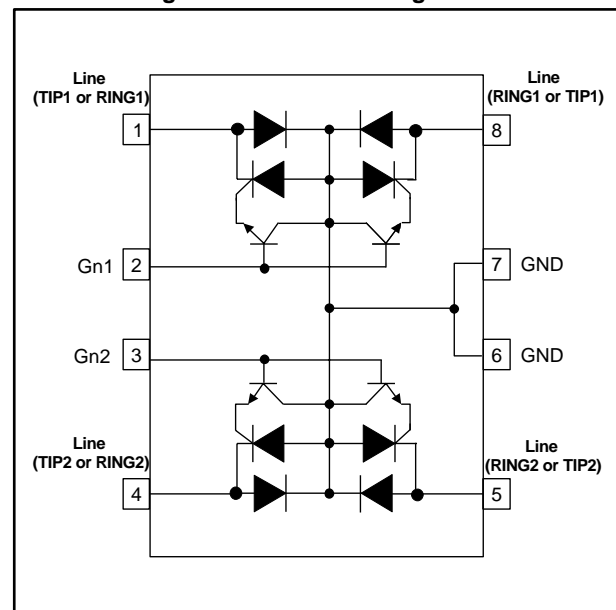 Line
(TIP1 or RING1)
Line
(RING1 or TIP1)
1
8
Gn1 2
7 GND
Gn2 3
6 GND
Line
(TIP2 or RING2)
Line
(RING2 or TIP2)
4
5